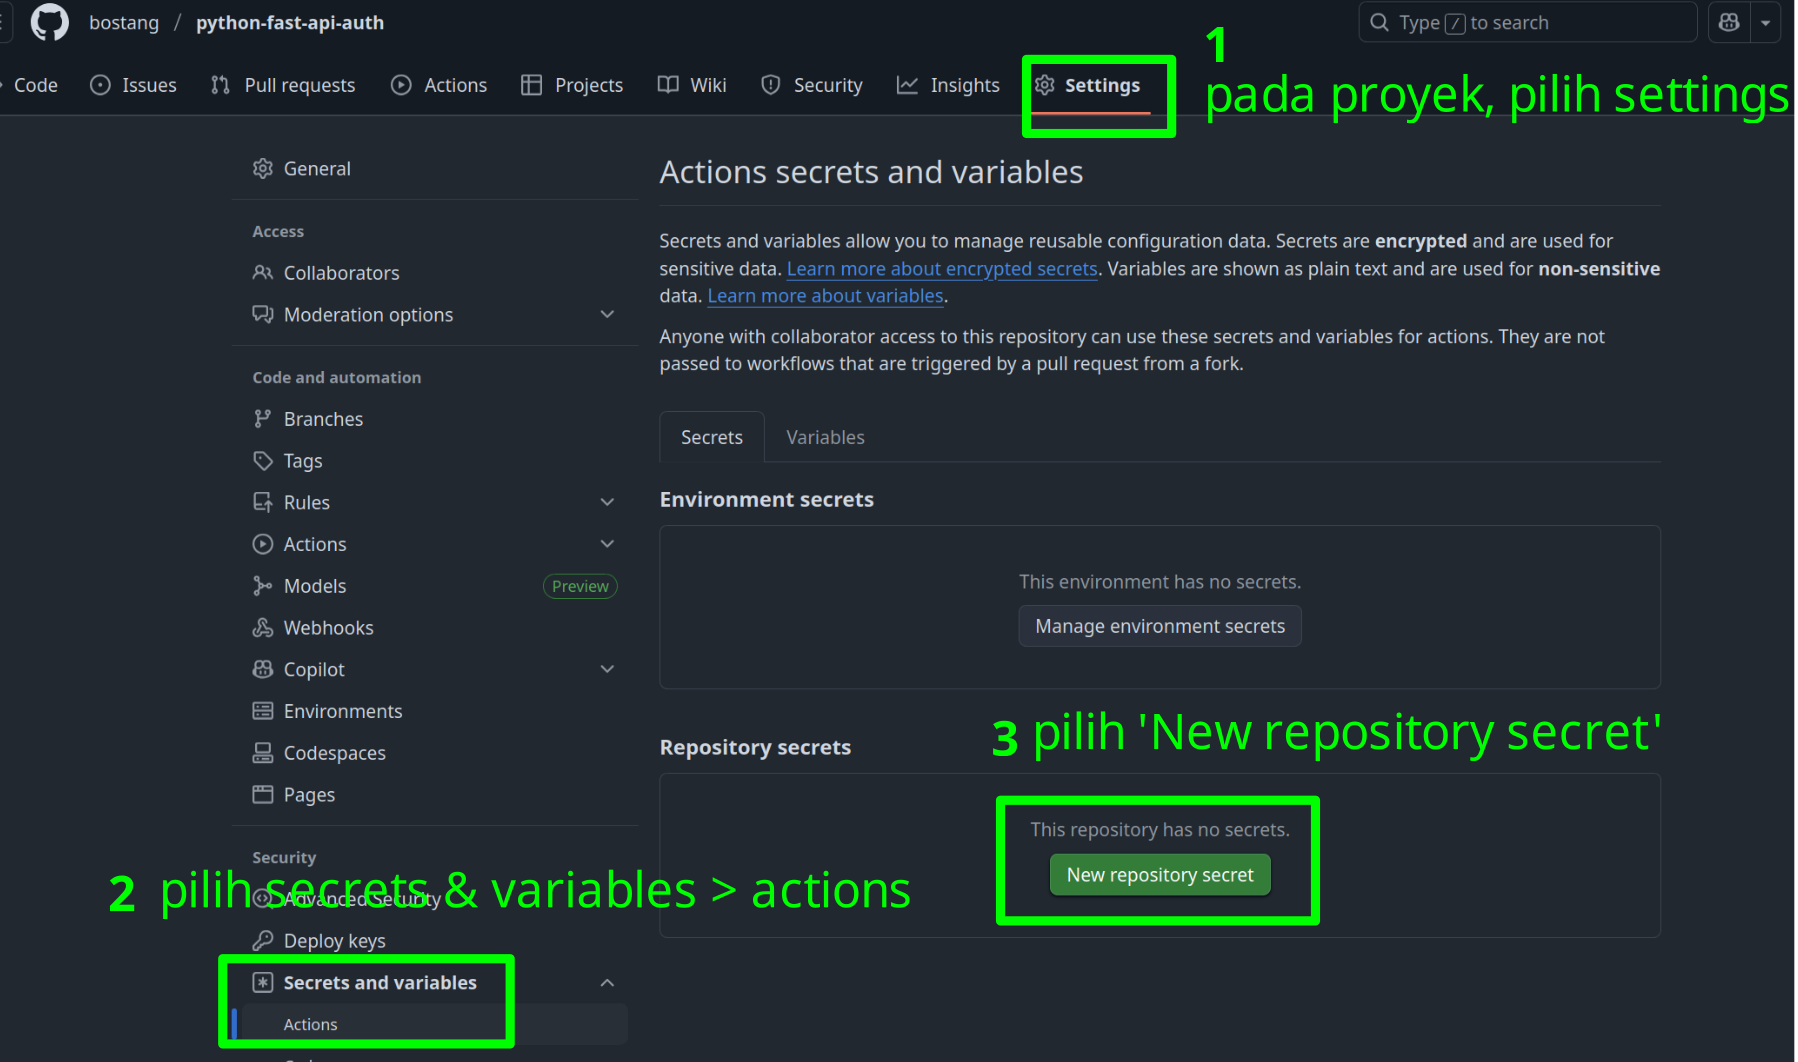 bostang / python-fast-api-auth
Type / to search
Code
Issues
Pull requests
Actions
Projects
Wiki
Security
Insights
Settings
1
pada proyek, pilih settings
General
Access
Collaborators
Moderation options
Code and automation
Branches
Tags
Rules
Actions
Models
Preview
Webhooks
Copilot
Environments
Codespaces
Pages
Security
2 pilih secrets & variables > actions
Advanced Security
Deploy keys
Secrets and variables
Actions
Actions secrets and variables
Secrets and variables allow you to manage reusable configuration data. Secrets are encrypted and are used for
sensitive data. Learn more about encrypted secrets. Variables are shown as plain text and are used for non-sensitive
data. Learn more about variables.
Anyone with collaborator access to this repository can use these secrets and variables for actions. They are not
passed to workflows that are triggered by a pull request from a fork.
Secrets
Variables
Environment secrets
This environment has no secrets.
Manage environment secrets
3 pilih 'New repository secret'
Repository secrets
This repository has no secrets.
New repository secret